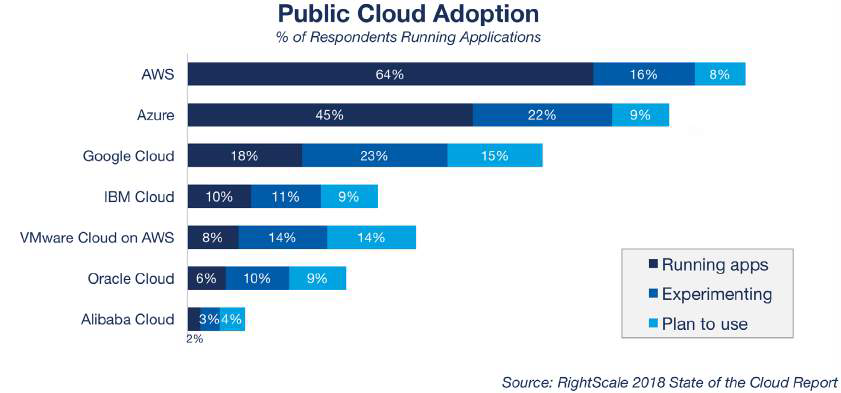 Public Cloud Adoption
% of Respondents Running Applications
AWS 64% 16% 8%
Azure 45% 22% 9%
Google Cloud 18% 23% 15%
IBM Cloud 10% 11% 9%
VMware Cloud on AWS 8% 14% 14%
Oracle Cloud 6% 10% 9%
Alibaba Cloud 3% 4%
2%
Running apps
Experimenting
Plan to use
Source: RightScale 2018 State of the Cloud Report